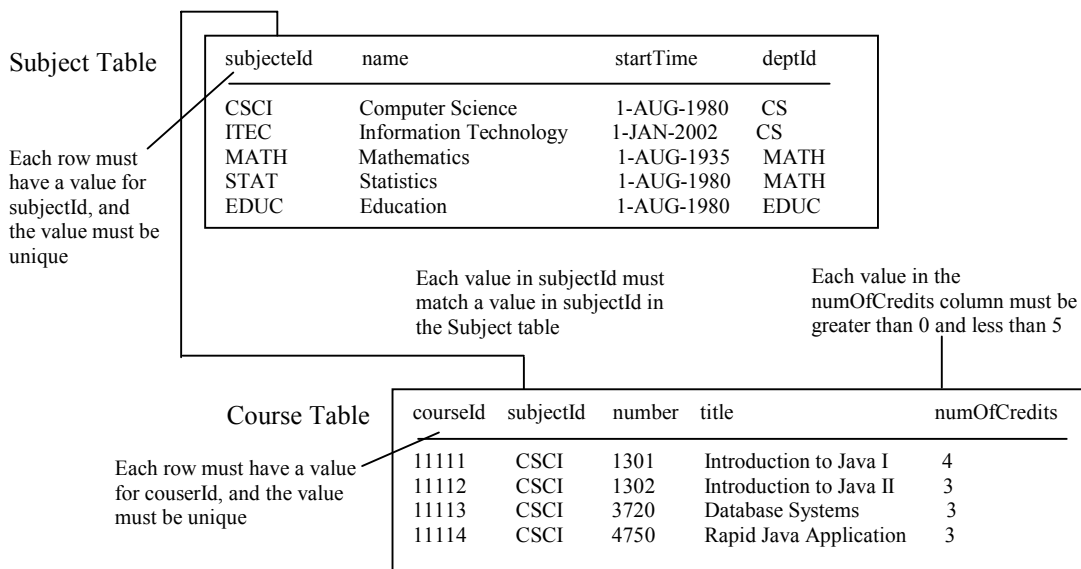 Subject Table
subjecteId name startTime deptId
CSCI Computer Science 1-AUG-1980 CS
ITEC Information Technology 1-JAN-2002 CS
MATH Mathematics 1-AUG-1935 MATH
STAT Statistics 1-AUG-1980 MATH
EDUC Education 1-AUG-1980 EDUC
Each row must
have a value for
subjectId, and
the value must be
unique
Each value in subjectId must
match a value in subjectId in
the Subject table
Each value in the
numOfCredits column must be
greater than 0 and less than 5
Course Table
courseId subjectId number title numOfCredits
11111 CSCI 1301 Introduction to Java I 4
11112 CSCI 1302 Introduction to Java II 3
11113 CSCI 3720 Database Systems 3
11114 CSCI 4750 Rapid Java Application 3
Each row must have a value
for couserId, and the value
must be unique